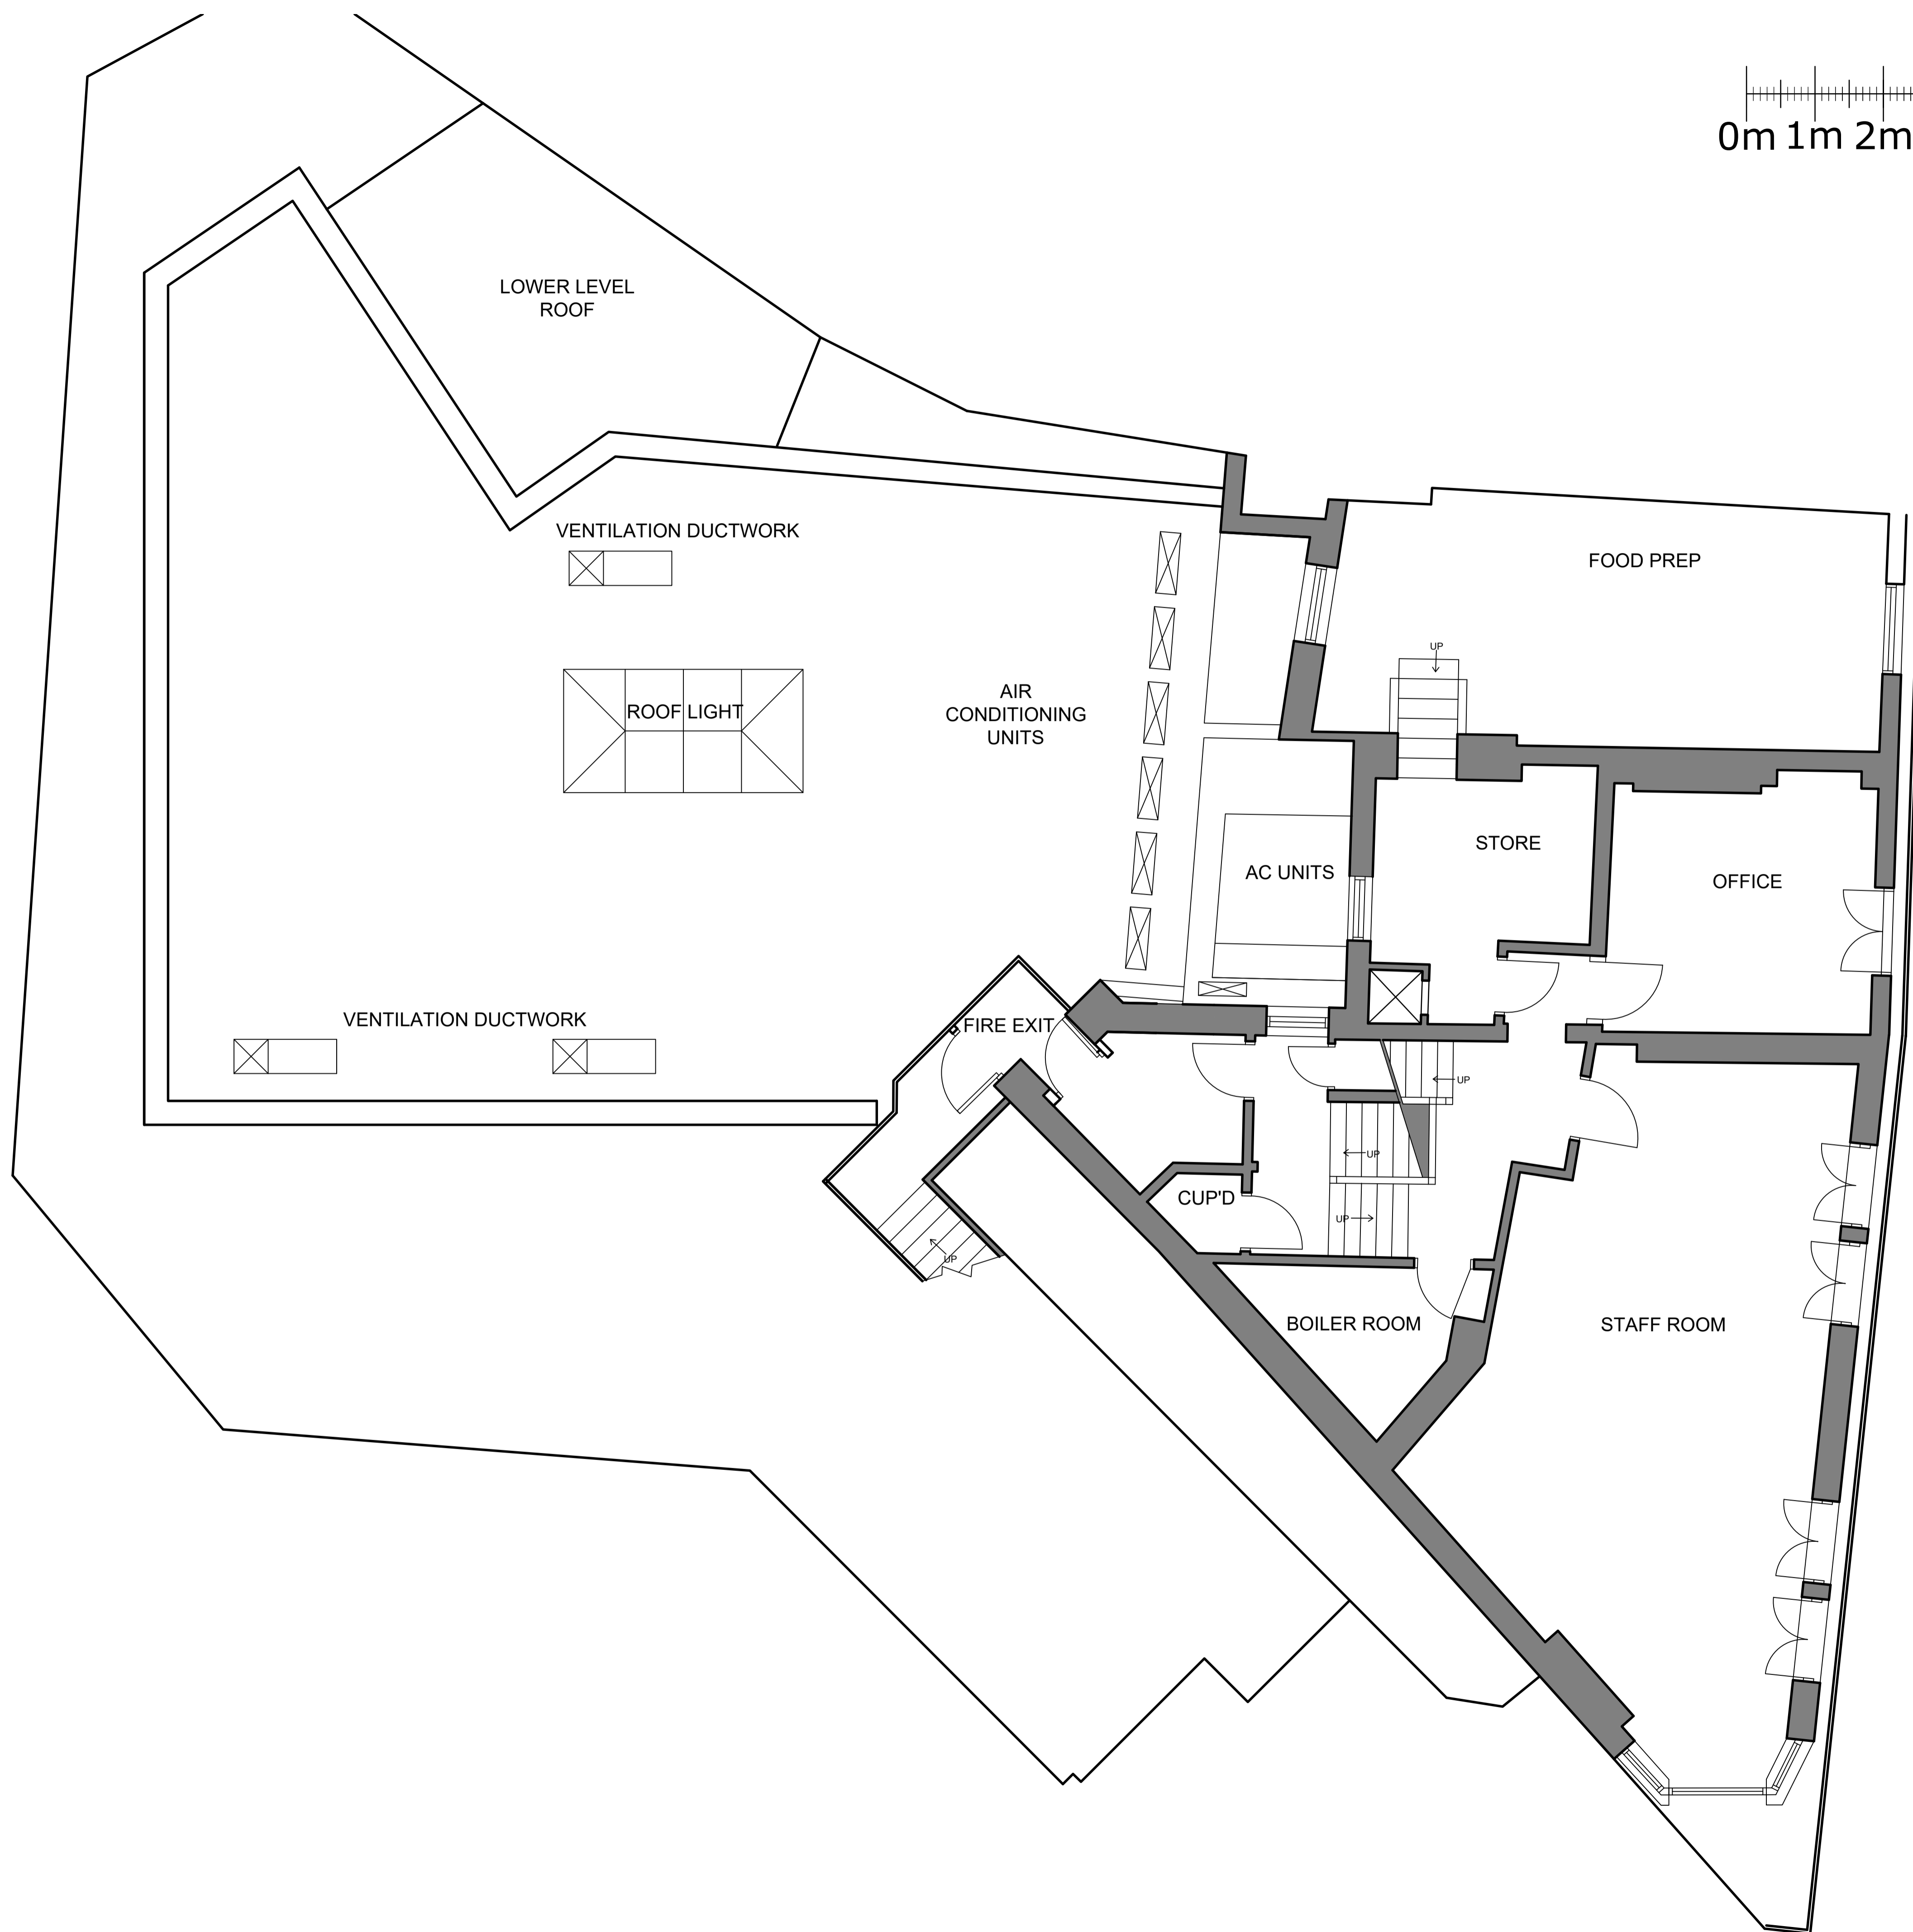 0m 1m 2m
LOWER LEVEL
ROOF
VENTILATION DUCTWORK
FOOD PREP
UP
AIR
CONDITIONING
UNITS
ROOF LIGHT
STORE
AC UNITS
OFFICE
VENTILATION DUCTWORK
FIRE EXIT
UP
UP
CUP'D
UP
UP
BOILER ROOM
STAFF ROOM